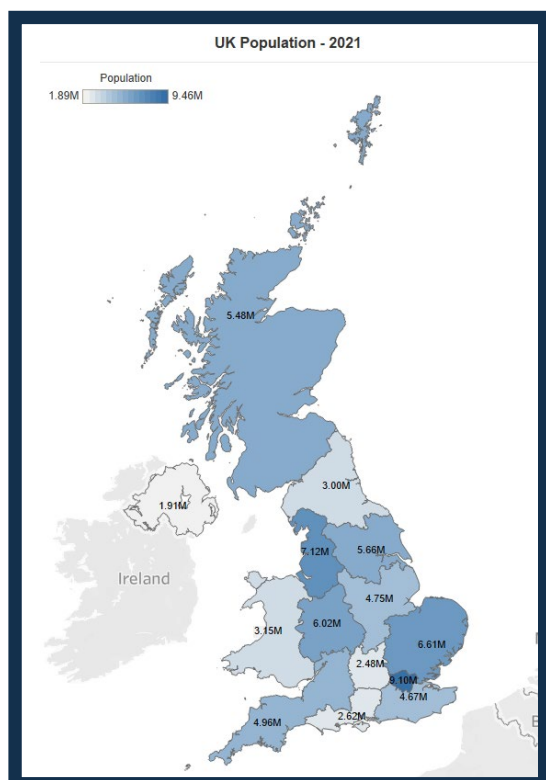 UK Population - 2021
Population
1.89M 9.46M
5.48M
3.00M
1.91M
7.12M
5.66M
Ireland
4.75M
6.02M
3.15M
6.61M
2.48M
9.10M
4.67M
2.62M
4.96M